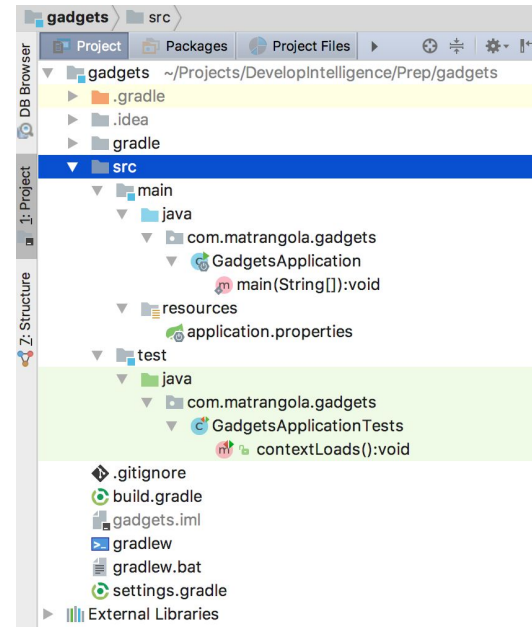 gadgets src
Project Packages Project Files
DB Browser
1: Project
Z: Structure
gadgets ~/Projects/DevelopIntelligence/Prep/gadgets
.gradle
.idea
gradle
src
main
java
com.matrangola.gadgets
GadgetsApplication
main(String[]):void
resources
application.properties
test
java
com.matrangola.gadgets
GadgetsApplicationTests
contextLoads():void
.gitignore
build.gradle
gadgets.iml
gradlew
gradlew.bat
settings.gradle
External Libraries